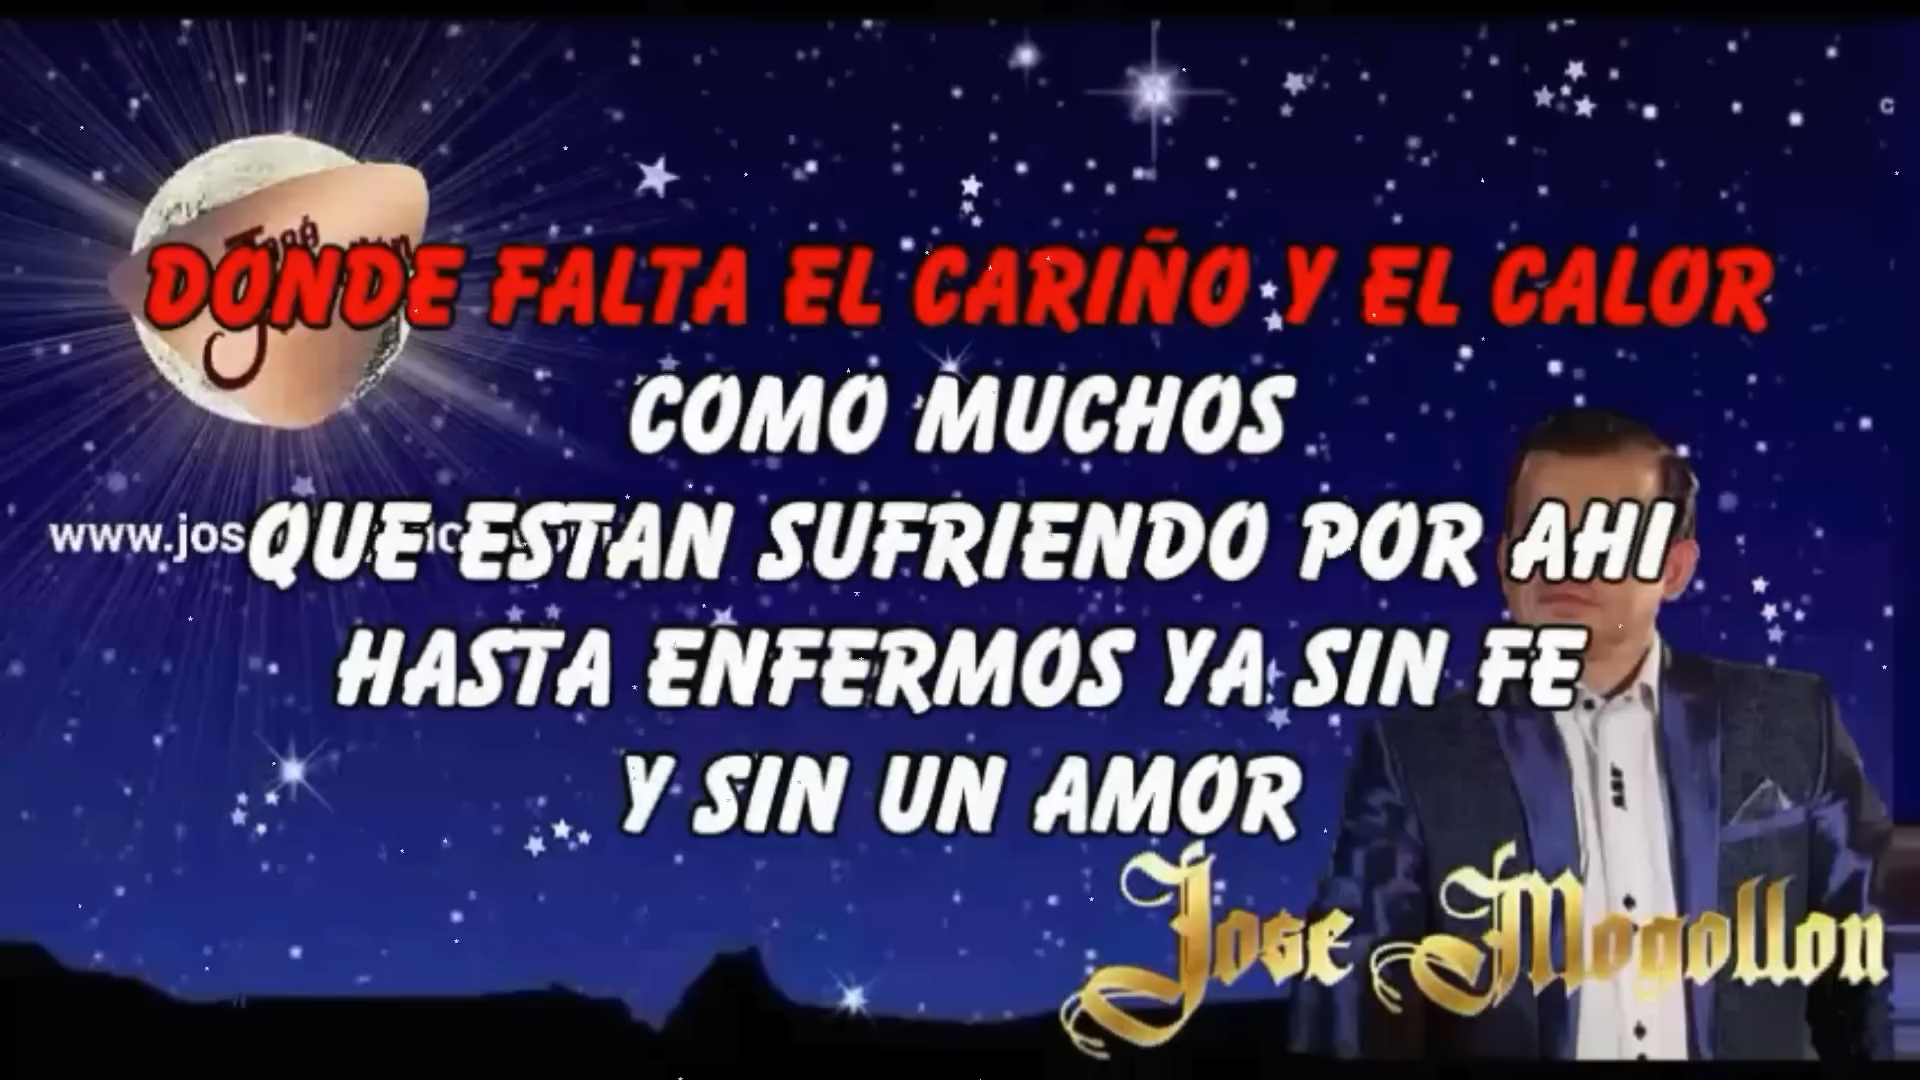 DONDE FALTA EL CARIÑO Y EL CALOR
COMO MUCHOS
QUE ESTAN SUFRIENDO POR AHI
HASTA ENFERMOS YA SIN FE
Y SIN UN AMOR
Jose Mogollon